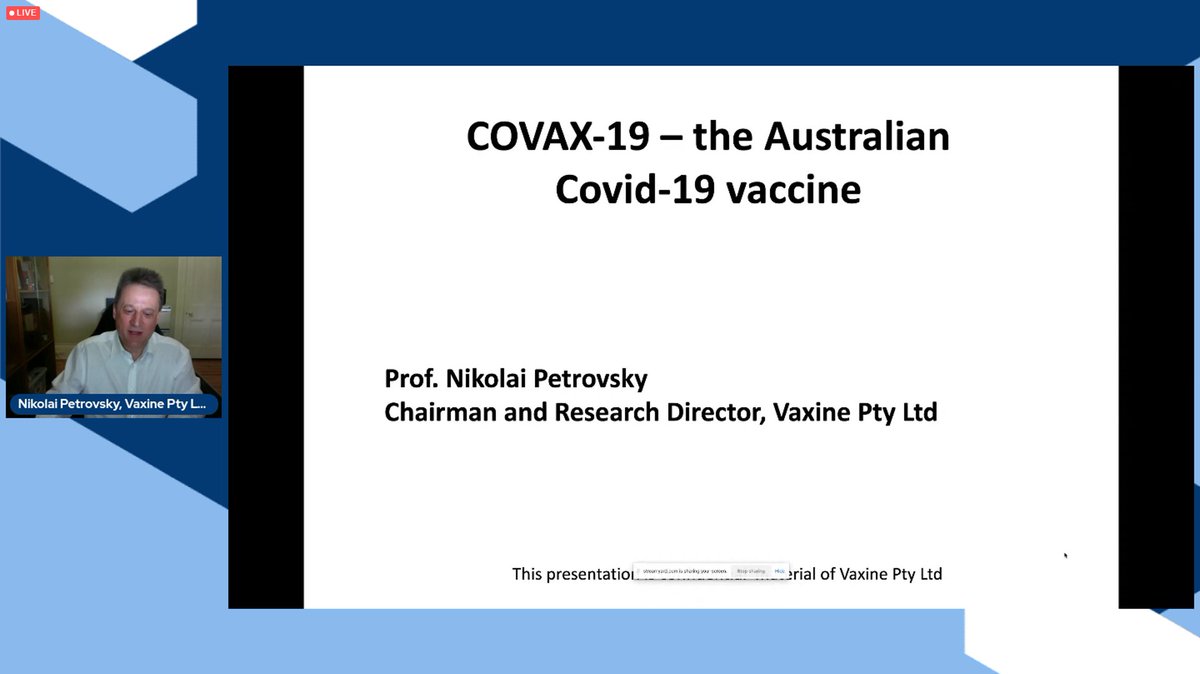 LIVE
COVAX-19 – the Australian
Covid-19 vaccine
Nikolai Petrovsky, Vaxine Pty L...
Prof. Nikolai Petrovsky
Chairman and Research Director, Vaxine Pty Ltd
streamyard.com is sharing your screen. Stop sharing Hide
This presentation material of Vaxine Pty Ltd